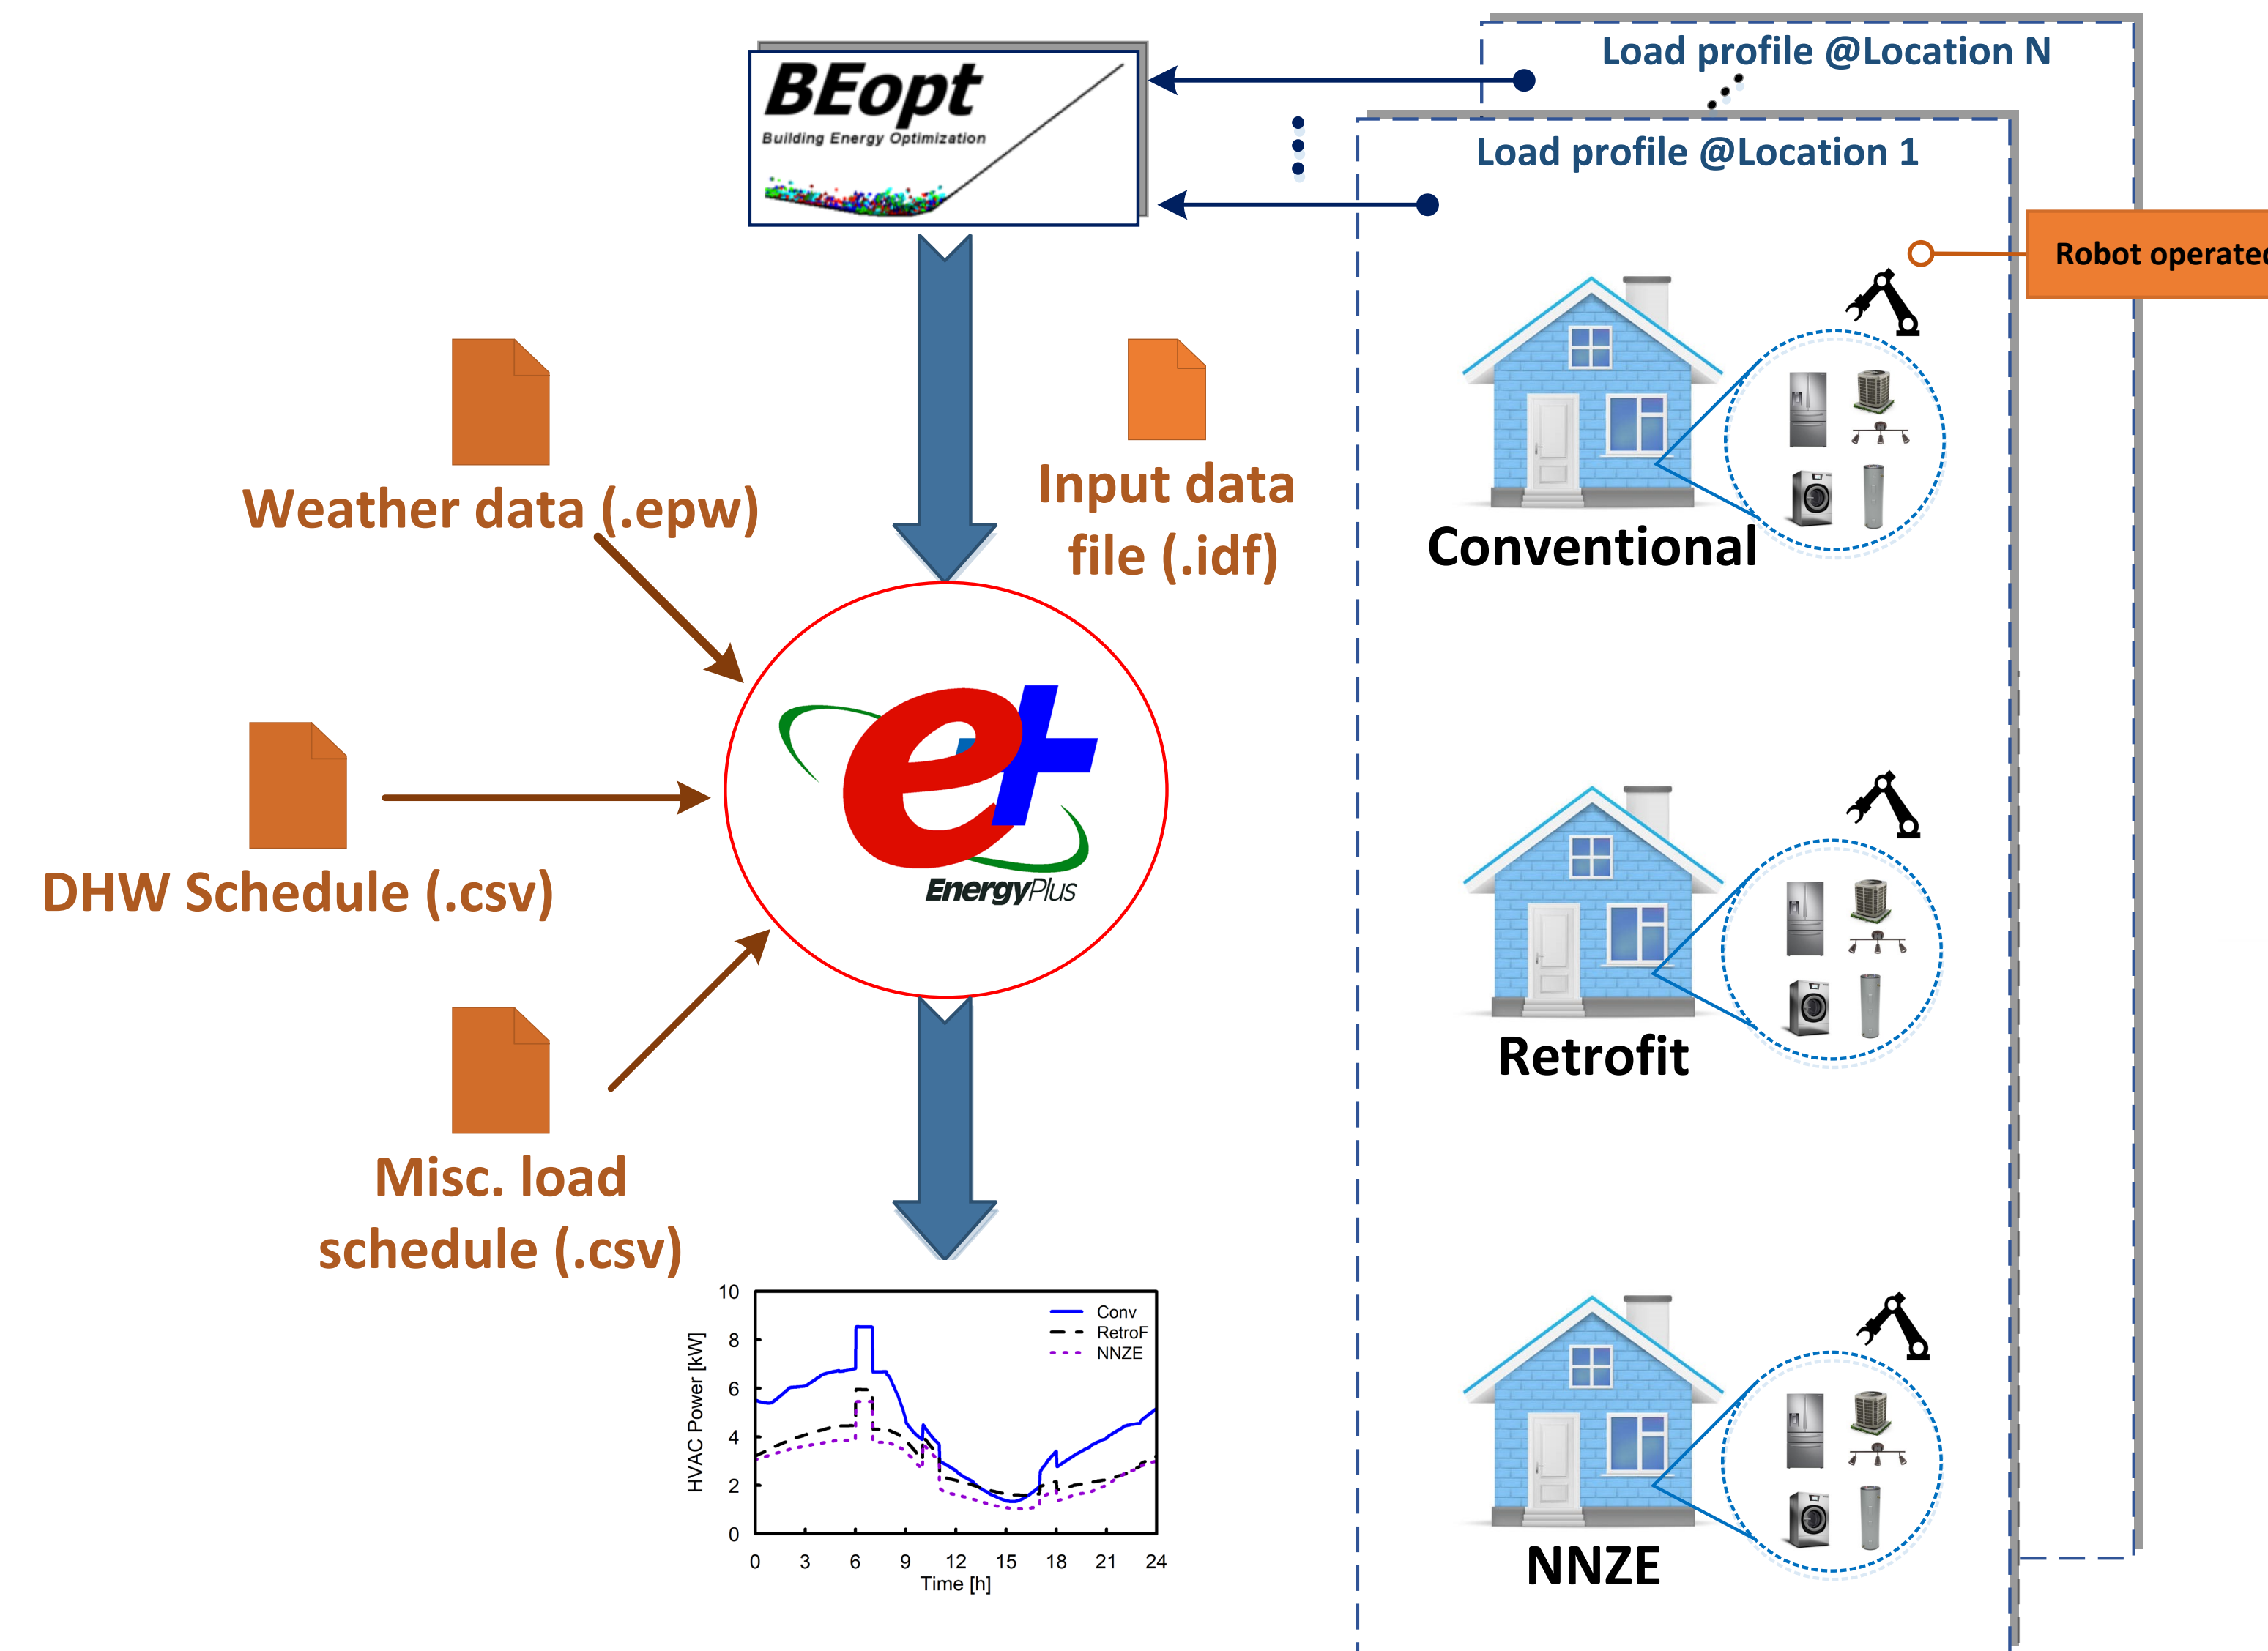 BEopt
Building Energy Optimization
Load profile @Location N
Load profile @Location 1
Robot operated
Weather data (.epw)
Input data
file (.idf)
Conventional
EnergyPlus
e+
DHW Schedule (.csv)
Retrofit
Misc. load
schedule (.csv)
10
8
6
4
2
0
HVAC Power [kW]
Conv
RetroF
NNZE
0 3 6 9 12 15 18 21 24
Time [h]
NNZE